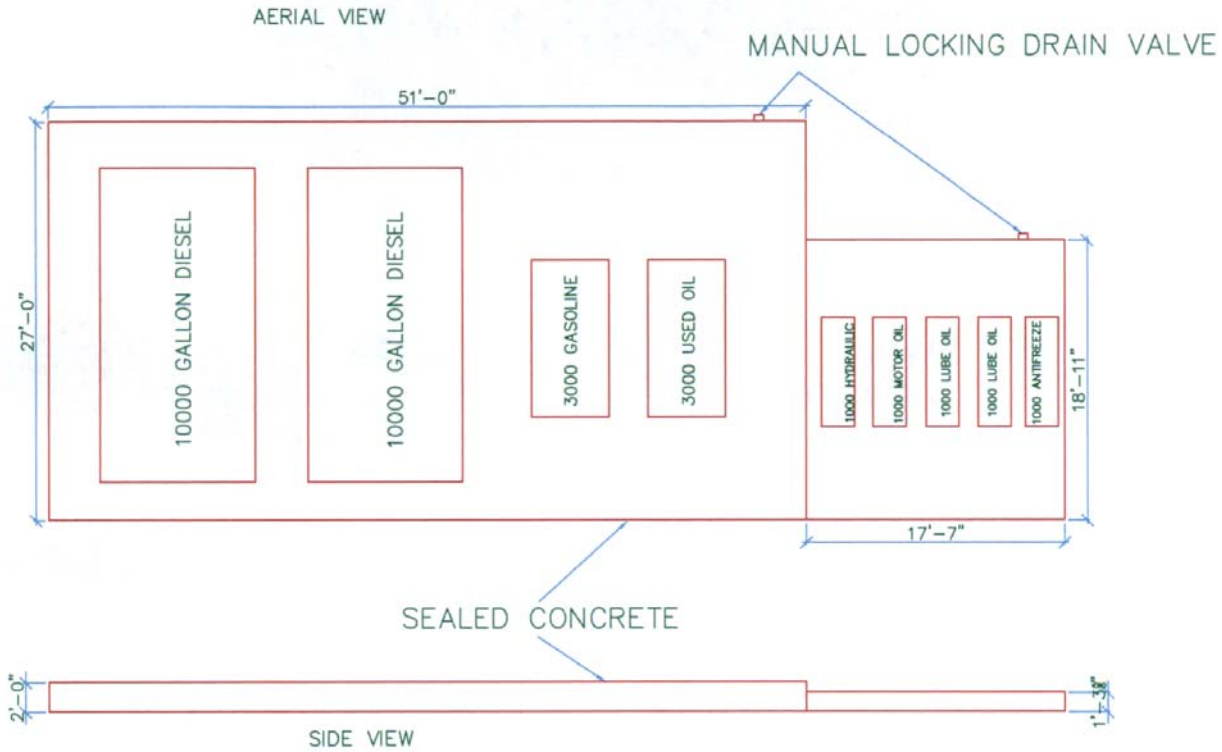 AERIAL VIEW
MANUAL LOCKING DRAIN VALVE
51'-0"
27'-0"
10000 GALLON DIESEL
10000 GALLON DIESEL
3000 GASOLINE
3000 USED OIL
1000 HYDRAULIC
1000 MOTOR OIL
1000 LUBE OIL
1000 LUBE OIL
1000 ANTIFREEZE
18'-11"
17'-7"
SEALED CONCRETE
2'-0"
SIDE VIEW